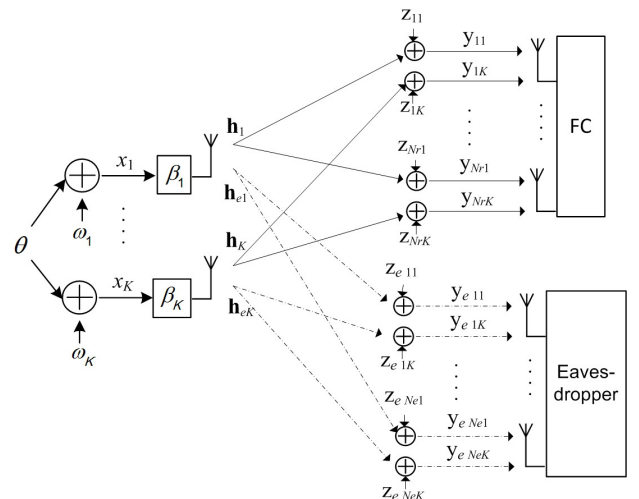 z11
y11
y1K
z1K
FC
h1
x1
β1
zNr1
yNr1
yNrK
zNrK
he1
ω1
θ
hK
xK
βK
heK
ωK
ze 11
ye 11
ye 1K
ze 1K
Eaves-
dropper
ze Ne1
ye Ne1
ye NeK
ze NeK